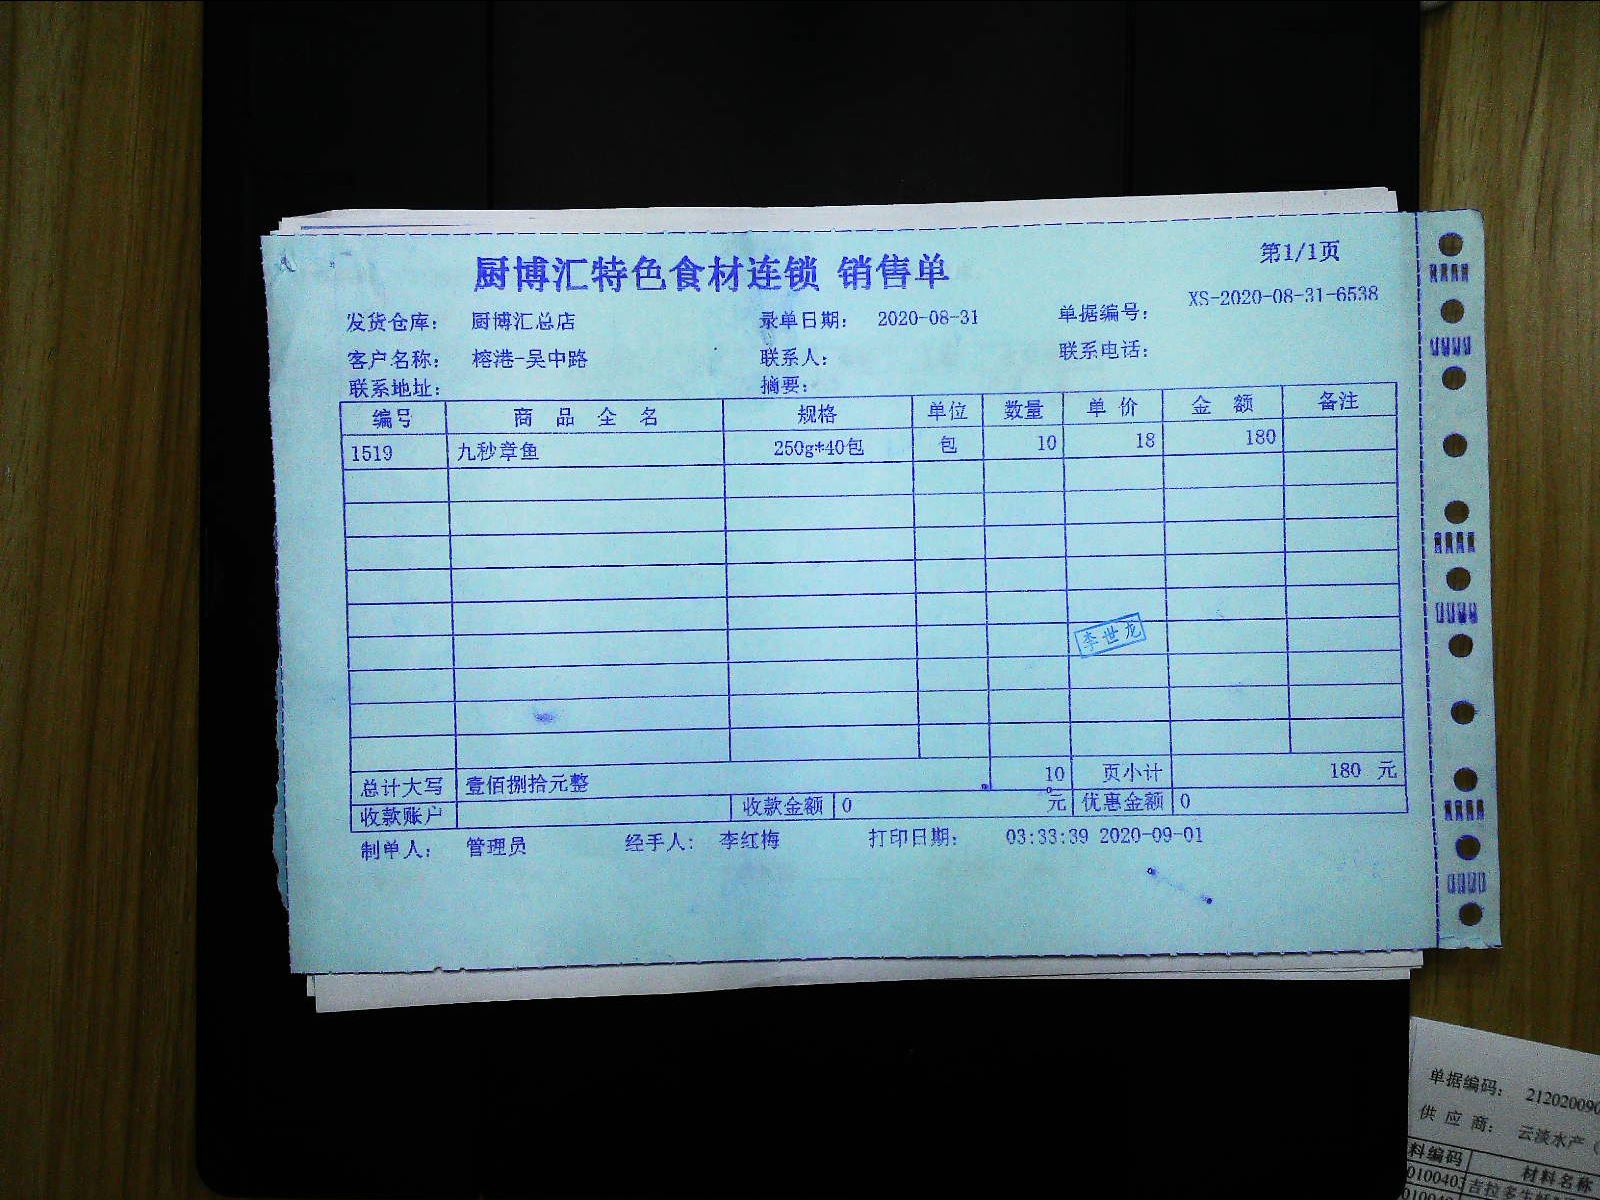 厨博汇特色食材连锁 销售单
第1/1页
发货仓库： 厨博汇总店 录单日期： 2020-08-31 单据编号： XS-2020-08-31-6538
客户名称： 榕港-吴中路 联系人： 联系电话：
联系地址： 摘要：
编号 商 品 全 名 规格 单位 数量 单 价 金 额 备注
1519 九秒章鱼 250g*40包 包 10 18 180
李世龙
总计大写 壹佰捌拾元整 10 页小计 180 元
收款账户 收款金额 0 元 优惠金额 0
制单人： 管理员 经手人： 李红梅 打印日期： 03:33:39 2020-09-01
单据编码： 212020090
供 应 商： 云淡水产（
料编码 材料名称
0100403 吉拉多